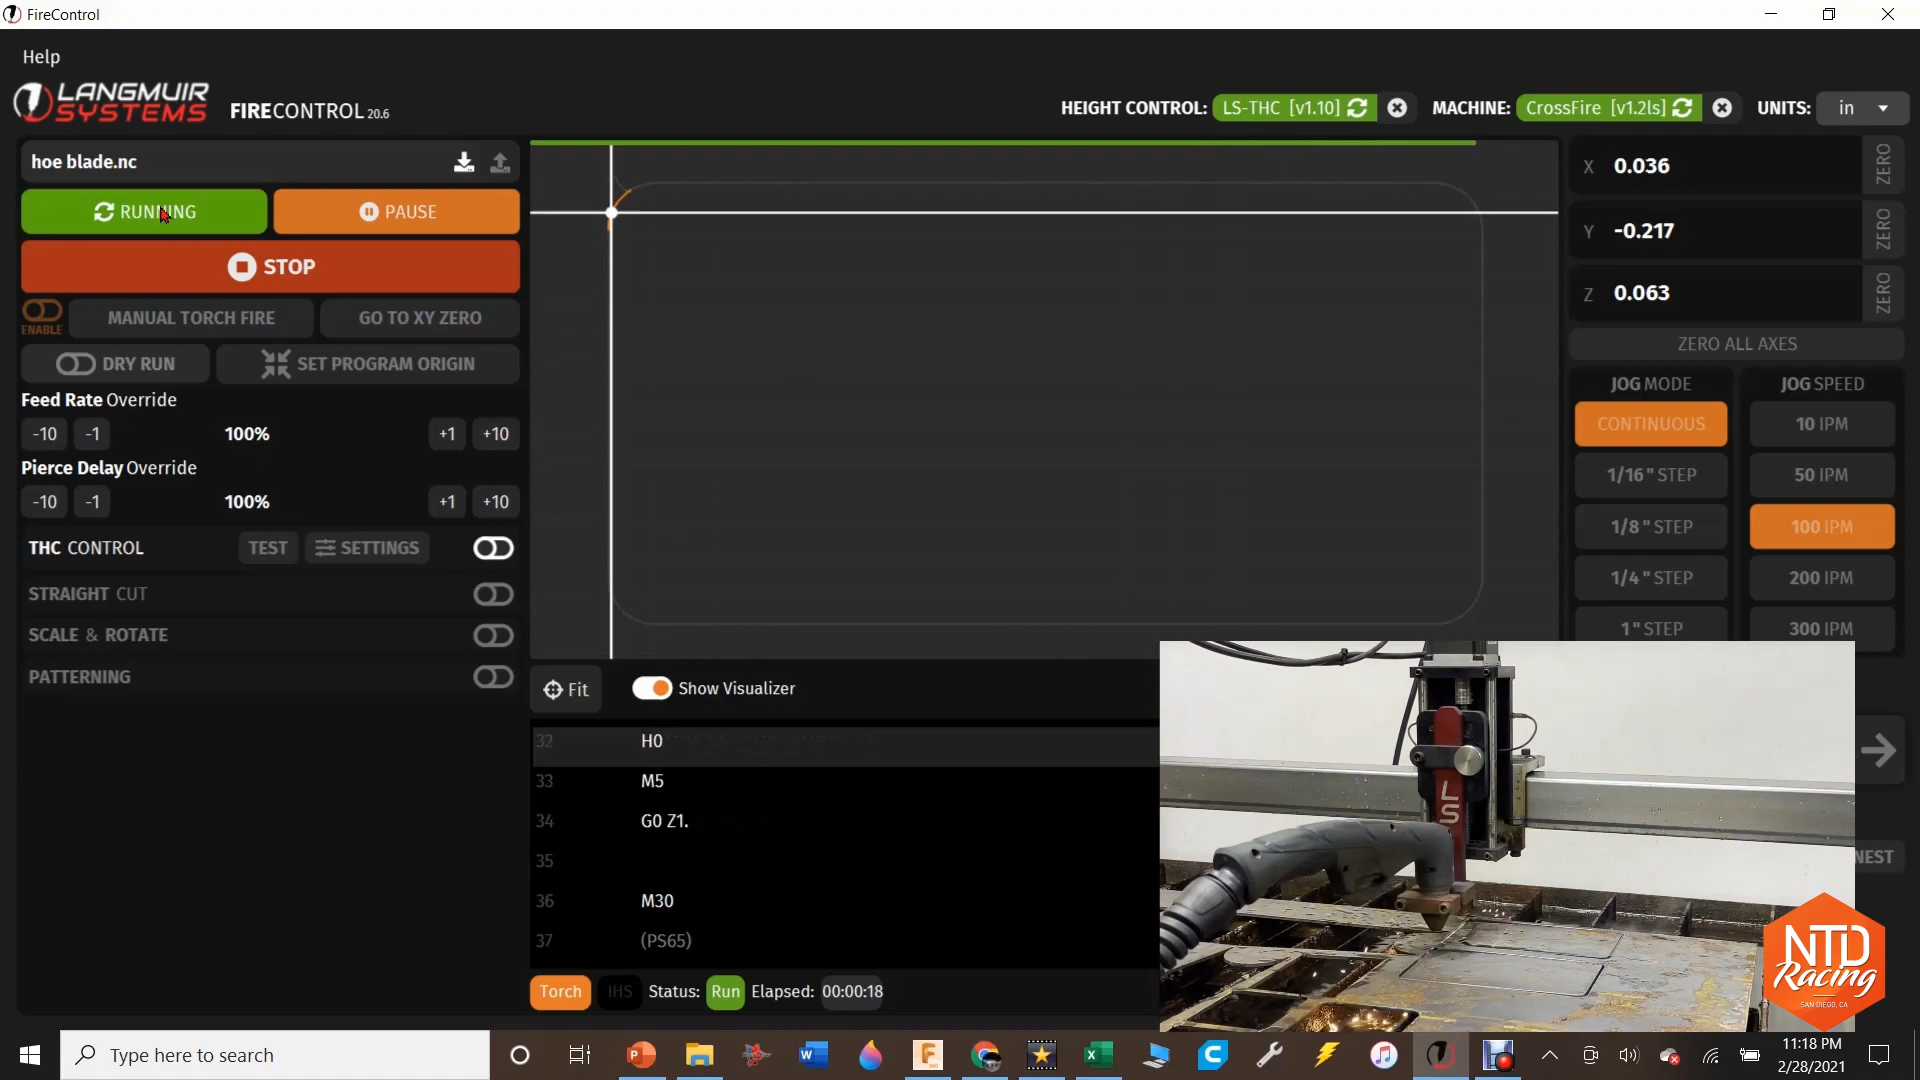 FireControl
Help
LANGMUIR SYSTEMS
FIRECONTROL 20.6
HEIGHT CONTROL: LS-THC [v1.10] MACHINE: CrossFire [v1.2ls] UNITS: in
hoe blade.nc
RUNNING PAUSE
STOP
ENABLE MANUAL TORCH FIRE GO TO XY ZERO
DRY RUN SET PROGRAM ORIGIN
Feed Rate Override
-10 -1 100% +1 +10
Pierce Delay Override
-10 -1 100% +1 +10
THC CONTROL TEST SETTINGS
STRAIGHT CUT
SCALE & ROTATE
PATTERNING
Fit Show Visualizer
32 H0
33 M5
34 G0 Z1.
35
36 M30
37 (PS65)
Torch IHS Status: Run Elapsed: 00:00:18
X 0.036 ZERO
Y -0.217 ZERO
Z 0.063 ZERO
ZERO ALL AXES
JOG MODE JOG SPEED
CONTINUOUS 10 IPM
1/16" STEP 50 IPM
1/8" STEP 100 IPM
1/4" STEP 200 IPM
1" STEP 300 IPM
NEST
LS
NTD
Racing
SAN DIEGO, CA
Type here to search
11:18 PM
2/28/2021